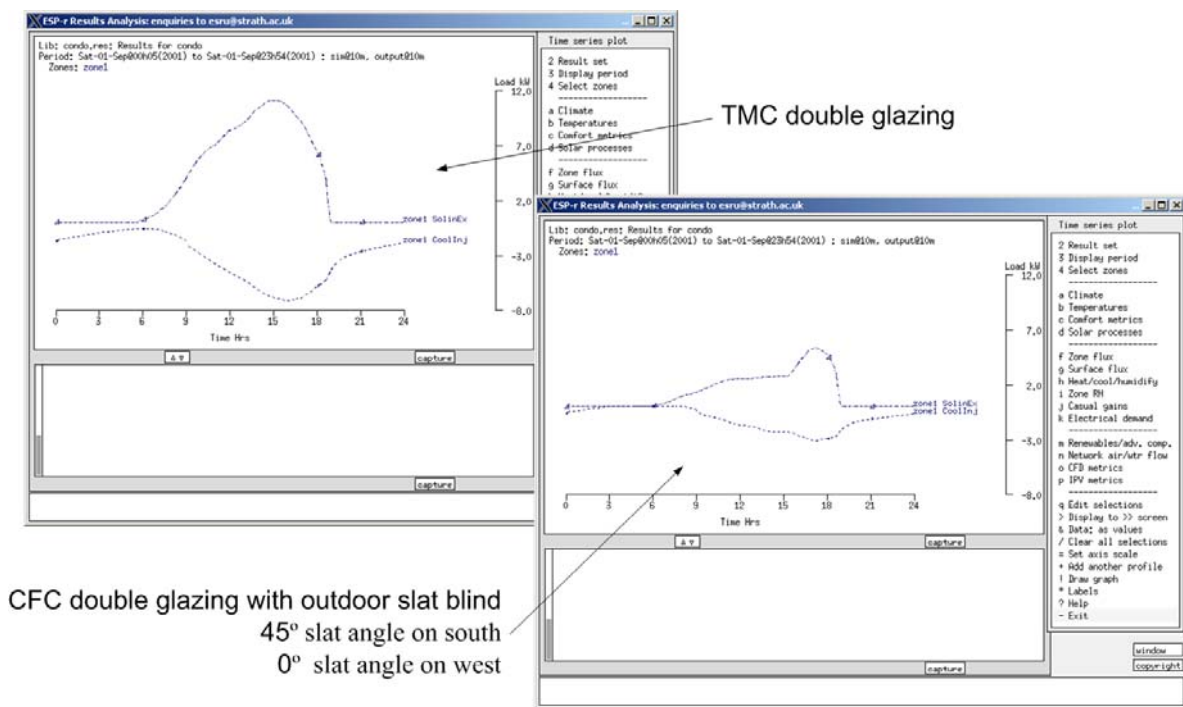 ESP-r Results Analysis: enquiries to esru@strath.ac.uk
Lib: condo,res: Results for condo
Period: Sat-01-Sep@00h05(2001) to Sat-01-Sep@23h54(2001) : sim@10m, output@10m
Zones: zone1
Load kW
12,0
7,0
2,0
-3,0
-8,0
zone1 SolinEx
zone1 CoolInj
0 3 6 9 12 15 18 21 24
Time Hrs
capture
capture
Time series plot
2 Result set
3 Display period
4 Select zones
a Climate
b Temperatures
c Comfort metrics
d Solar processes
f Zone flux
g Surface flux
TMC double glazing
ESP-r Results Analysis: enquiries to esru@strath.ac.uk
Lib: condo,res: Results for condo
Period: Sat-01-Sep@00h05(2001) to Sat-01-Sep@23h54(2001) : sim@10m, output@10m
Zones: zone1
Load kW
12,0
7,0
2,0
-3,0
-8,0
zone1 SolinEx
zone1 CoolInj
0 3 6 9 12 15 18 21 24
Time Hrs
capture
capture
Time series plot
2 Result set
3 Display period
4 Select zones
a Climate
b Temperatures
c Comfort metrics
d Solar processes
f Zone flux
g Surface flux
h Heat/cool/humidify
i Zone RH
j Casual gains
k Electrical demand
m Renewables/adv. comp.
n Network air/wtr flow
o CFD metrics
p IPV metrics
q Edit selections
> Display to >> screen
& Data: as values
/ Clear all selections
= Set axis scale
+ Add another profile
! Draw graph
* Labels
? Help
- Exit
window
copyright
CFC double glazing with outdoor slat blind
45º slat angle on south
0º slat angle on west